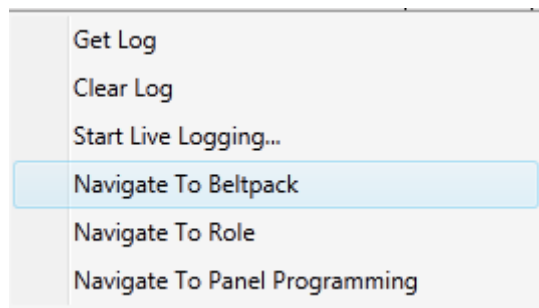 Get Log
Clear Log
Start Live Logging...
Navigate To Beltpack
Navigate To Role
Navigate To Panel Programming